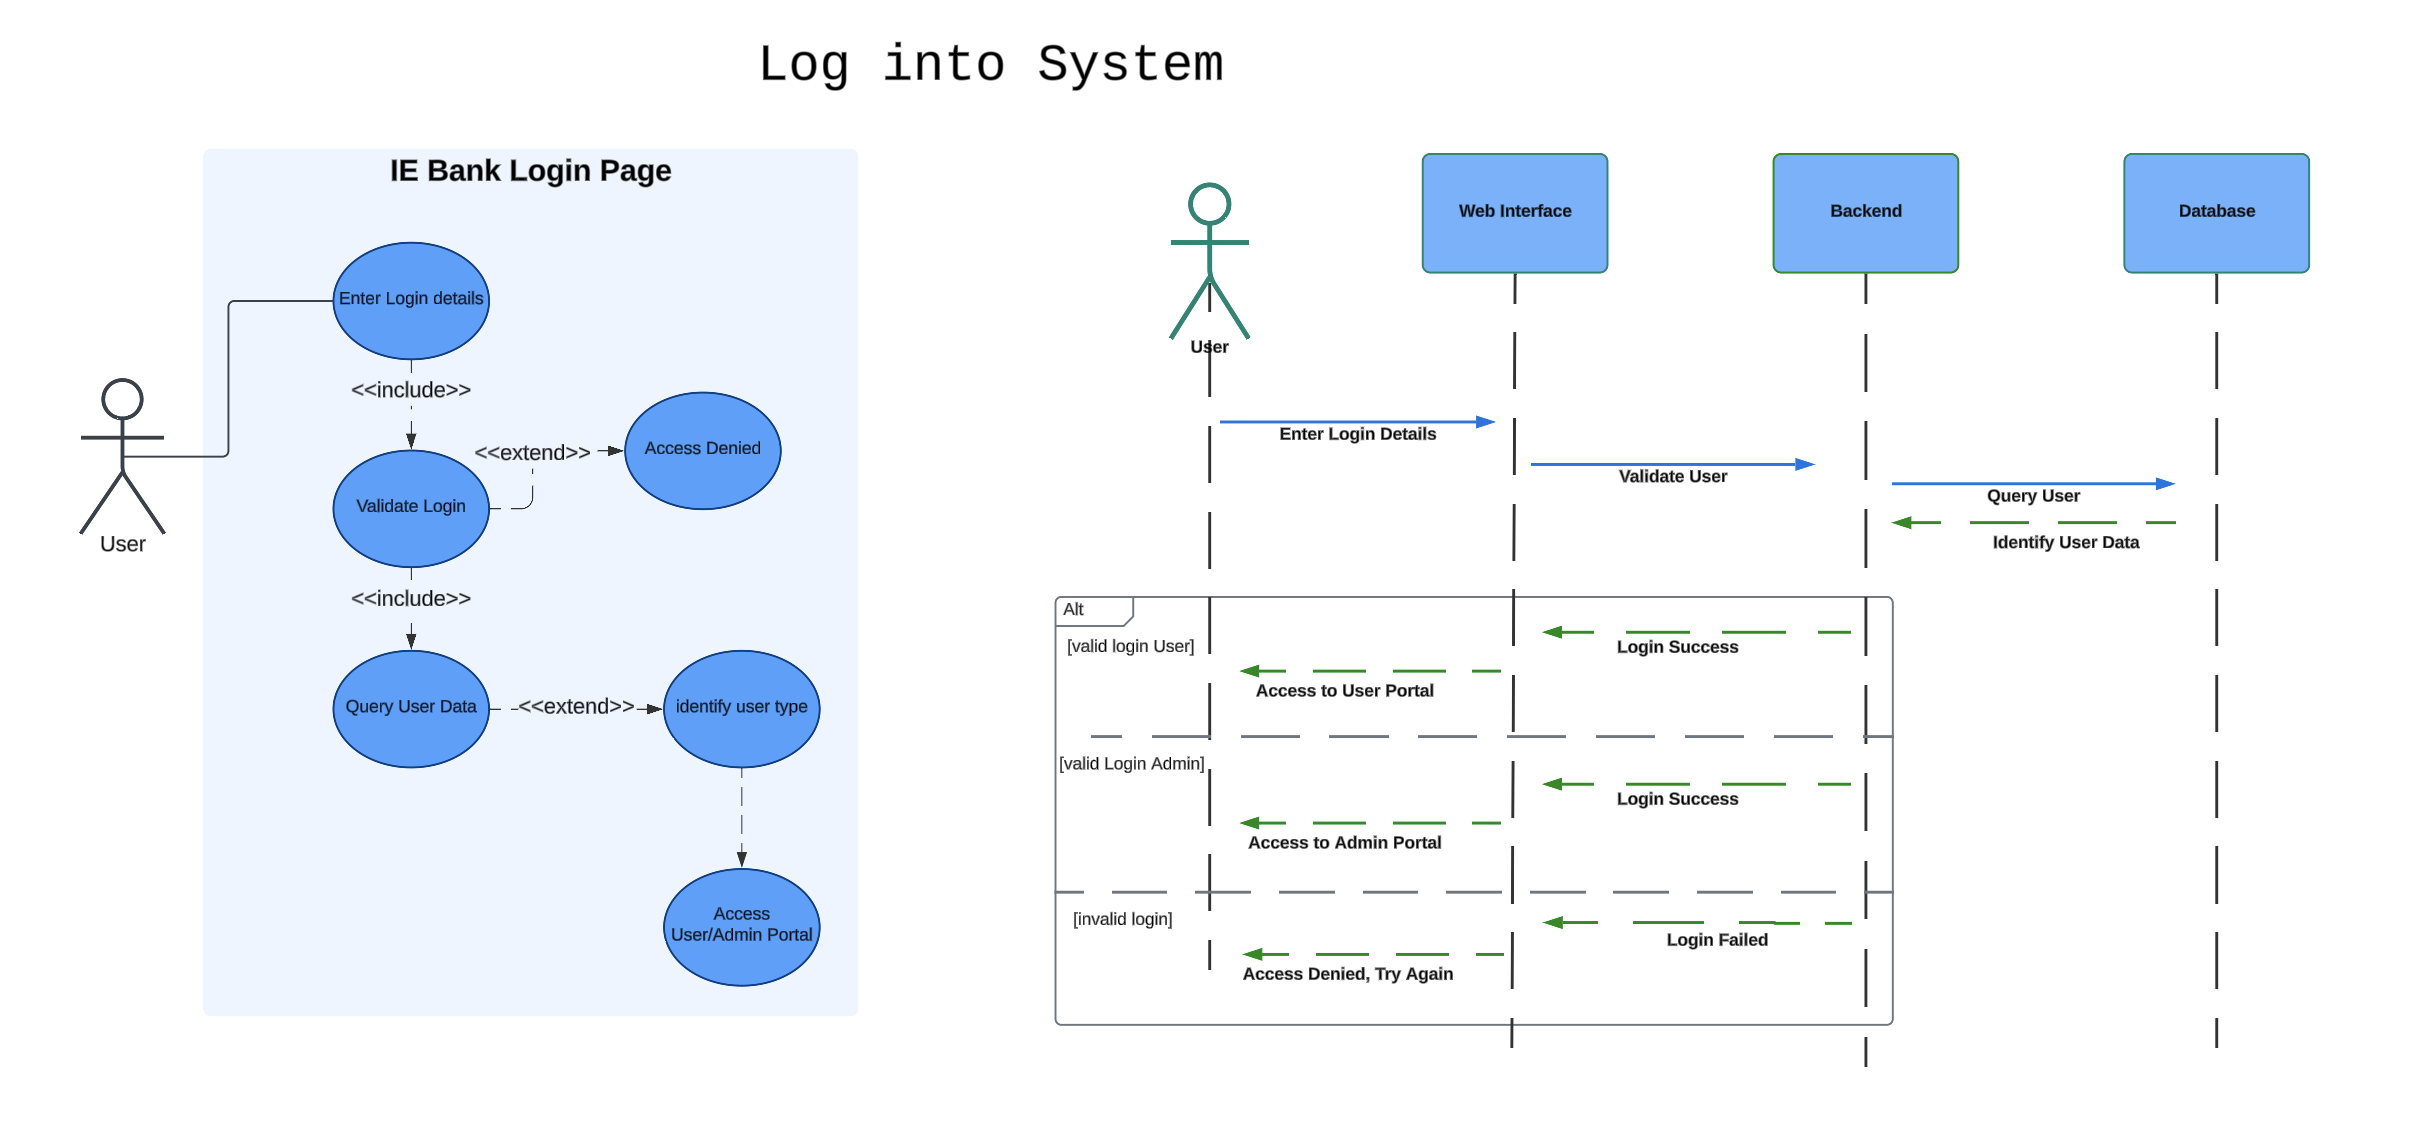 Log into System
IE Bank Login Page
Enter Login details
<<include>>
Validate Login
<<extend>>
Access Denied
<<include>>
Query User Data
<<extend>>
identify user type
Access
User/Admin Portal
User
User
Web Interface
Backend
Database
Enter Login Details
Validate User
Query User
Identify User Data
Alt
[valid login User]
Login Success
Access to User Portal
[valid Login Admin]
Login Success
Access to Admin Portal
[invalid login]
Login Failed
Access Denied, Try Again